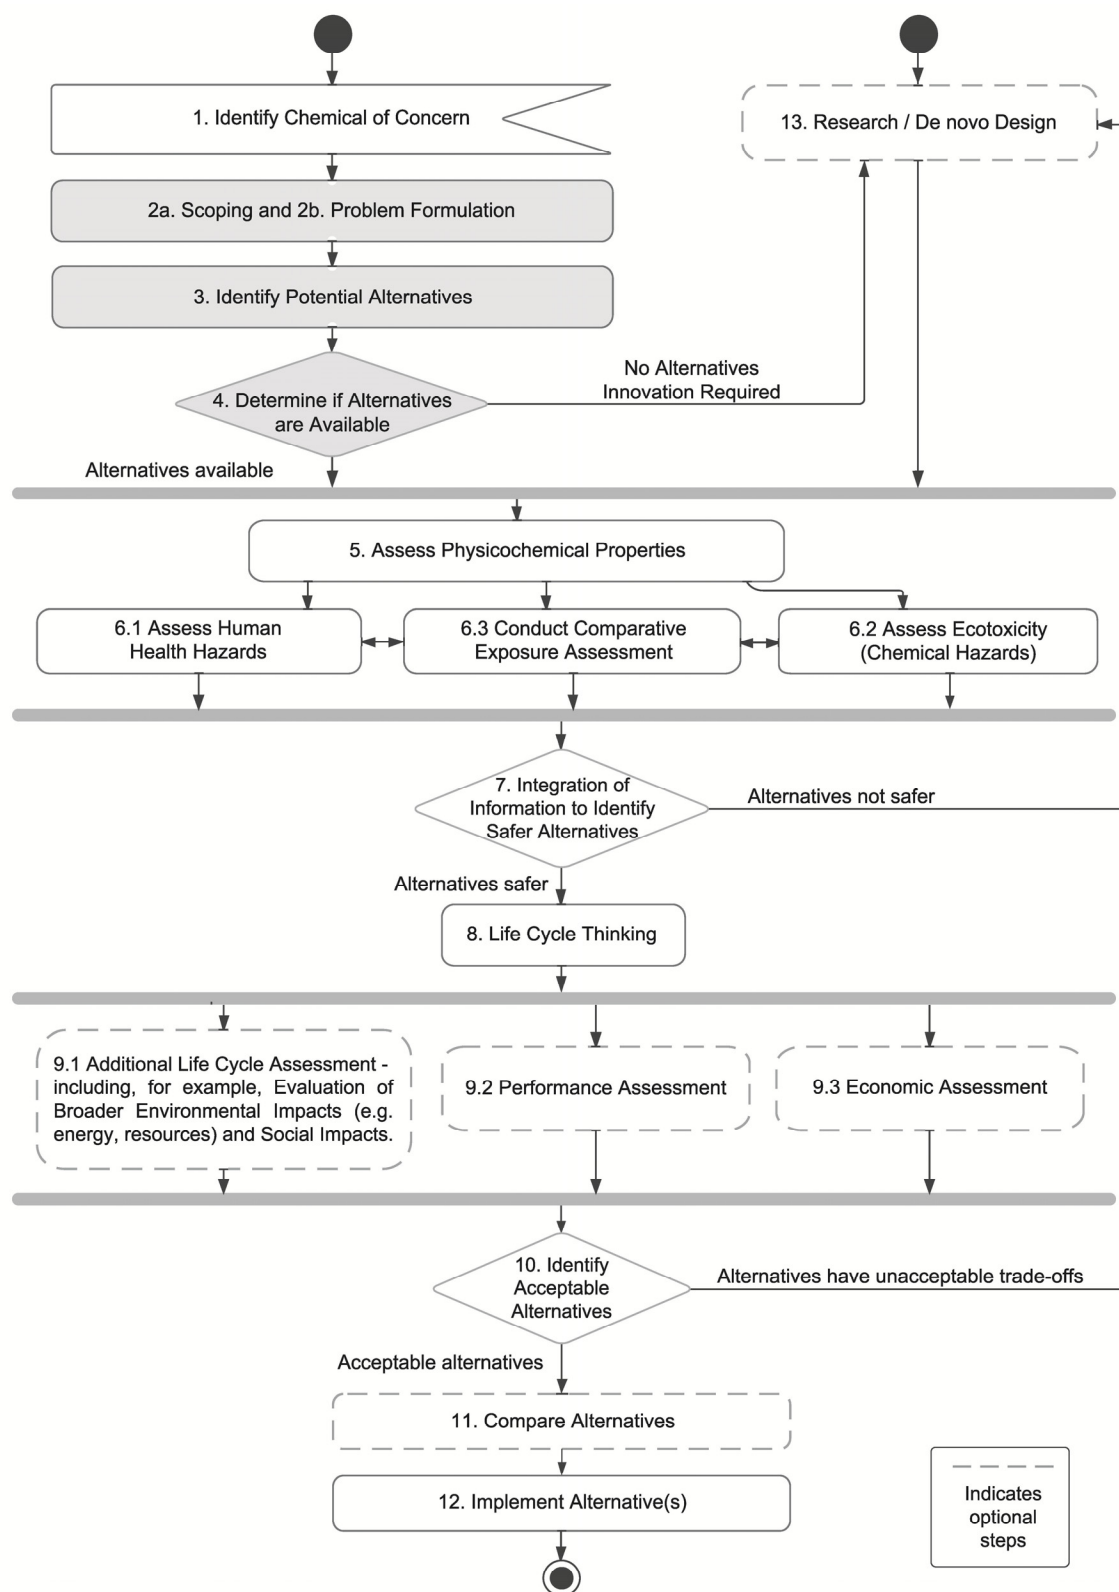 1. Identify Chemical of Concern
13. Research / De novo Design
2a. Scoping and 2b. Problem Formulation
3. Identify Potential Alternatives
No Alternatives
Innovation Required
4. Determine if Alternatives
are Available
Alternatives available
5. Assess Physicochemical Properties
6.1 Assess Human
Health Hazards
6.3 Conduct Comparative
Exposure Assessment
6.2 Assess Ecotoxicity
(Chemical Hazards)
7. Integration of
Information to Identify
Safer Alternatives
Alternatives not safer
Alternatives safer
8. Life Cycle Thinking
9.1 Additional Life Cycle Assessment -
including, for example, Evaluation of
Broader Environmental Impacts (e.g.
energy, resources) and Social Impacts.
9.2 Performance Assessment
9.3 Economic Assessment
10. Identify
Acceptable
Alternatives
Alternatives have unacceptable trade-offs
Acceptable alternatives
11. Compare Alternatives
12. Implement Alternative(s)
Indicates
optional
steps